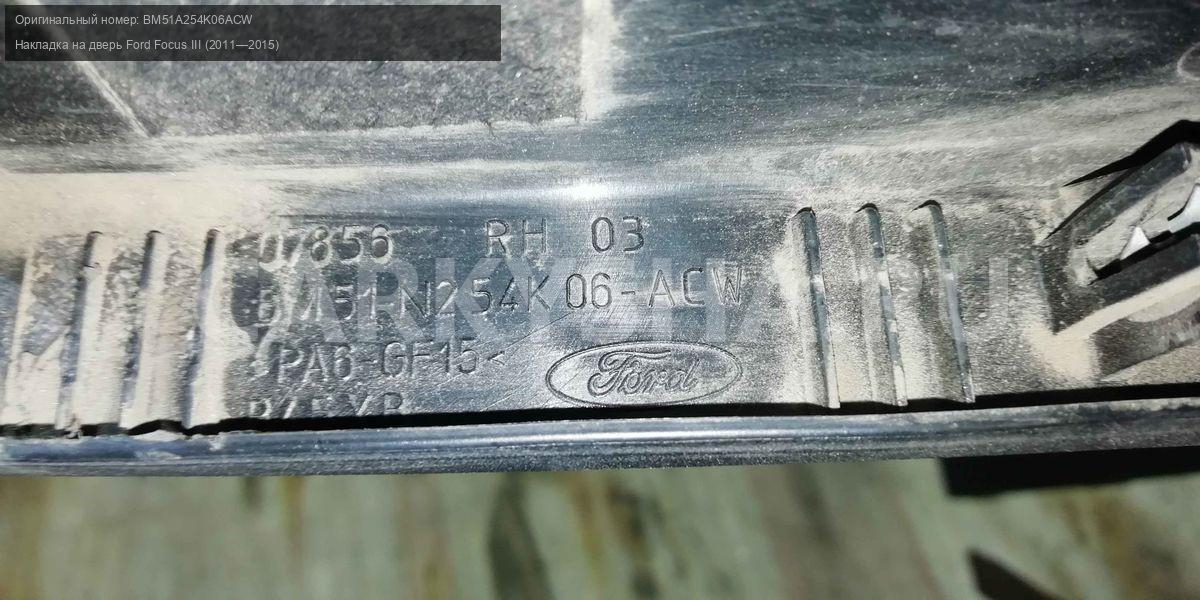 Оригинальный номер: BM51A254K06ACW
Накладка на дверь Ford Focus III (2011—2015)
07856 RH 03
BM51 N254K06-ACW
>PA6-GF15<
Ford